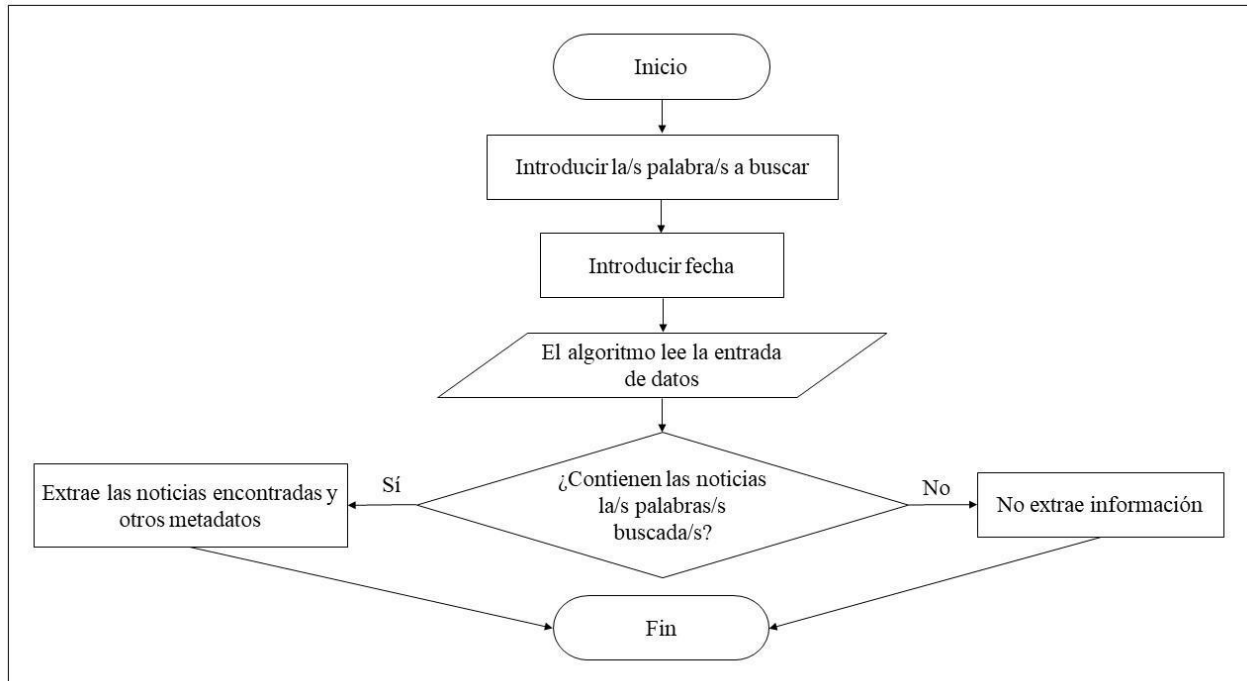 Inicio
Introducir la/s palabra/s a buscar
Introducir fecha
El algoritmo lee la entrada
de datos
¿Contienen las noticias
la/s palabras/s
buscada/s?
Sí
Extrae las noticias encontradas y
otros metadatos
No
No extrae información
Fin